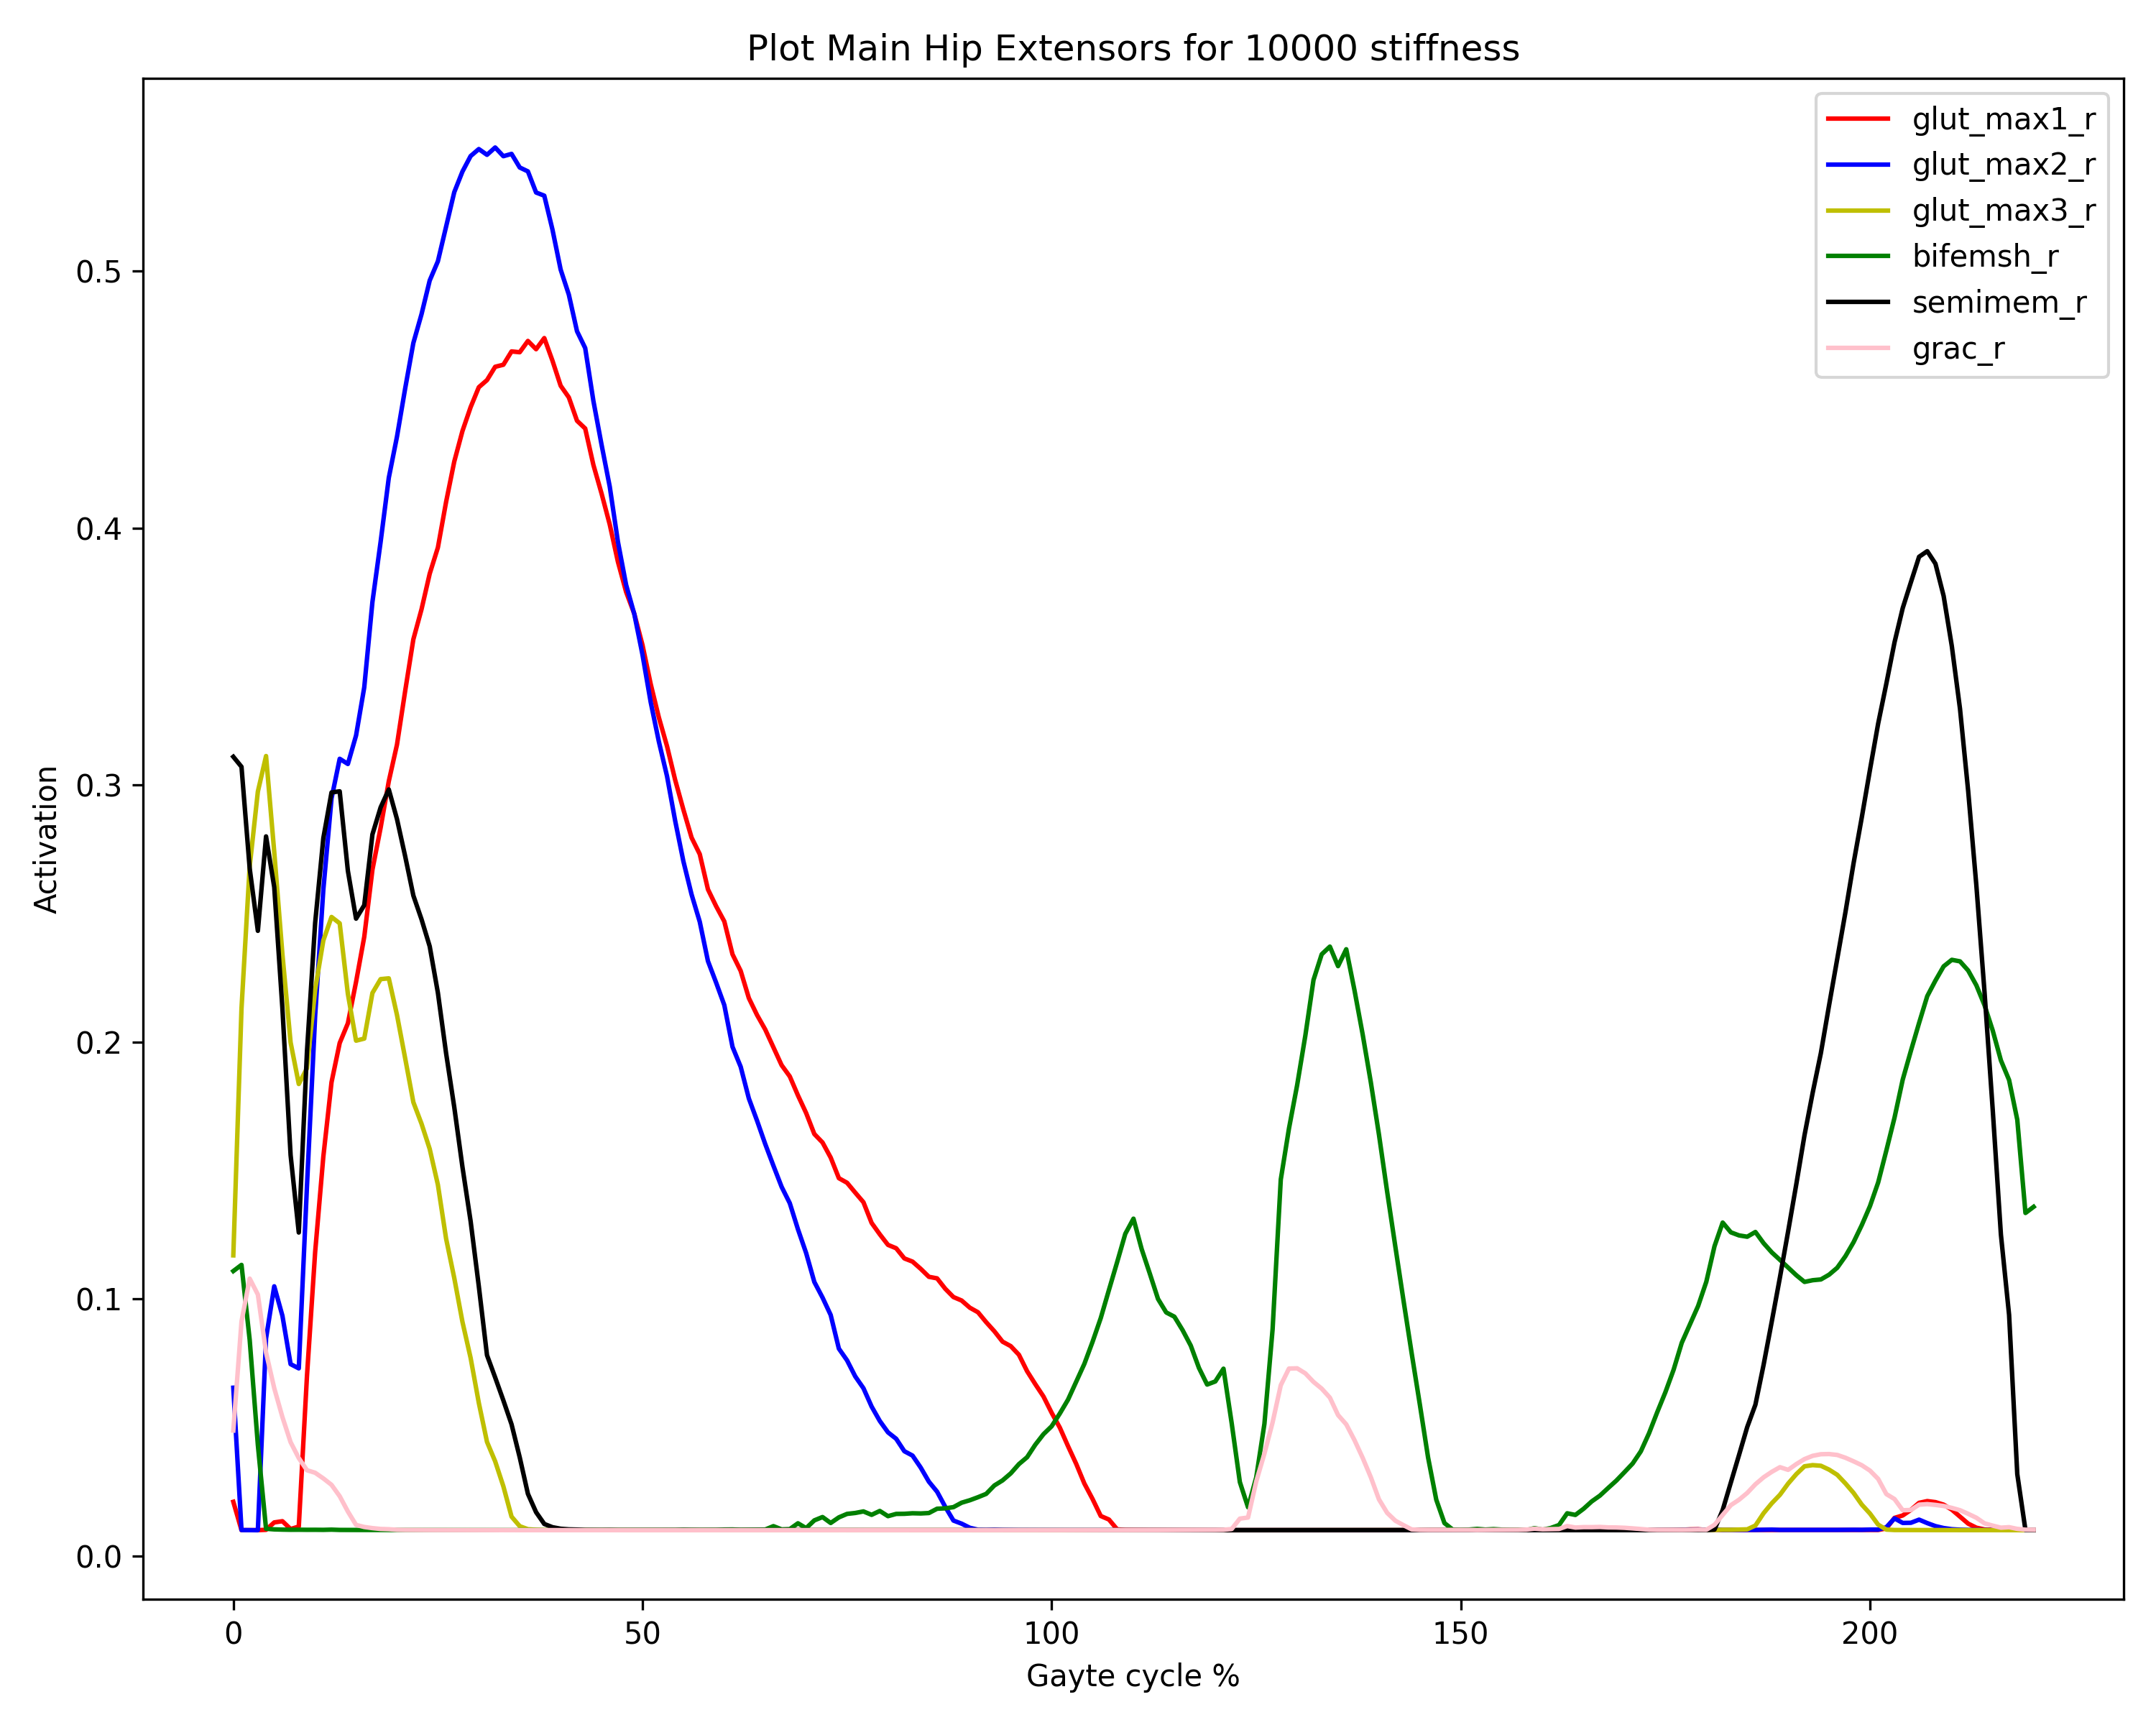 Plot Main Hip Extensors for 10000 stiffness
glut_max1_r
glut_max2_r
glut_max3_r
bifemsh_r
semimem_r
grac_r
Activation
0.5
0.4
0.3
0.2
0.1
0.0
0 50 100 150 200
Gayte cycle %